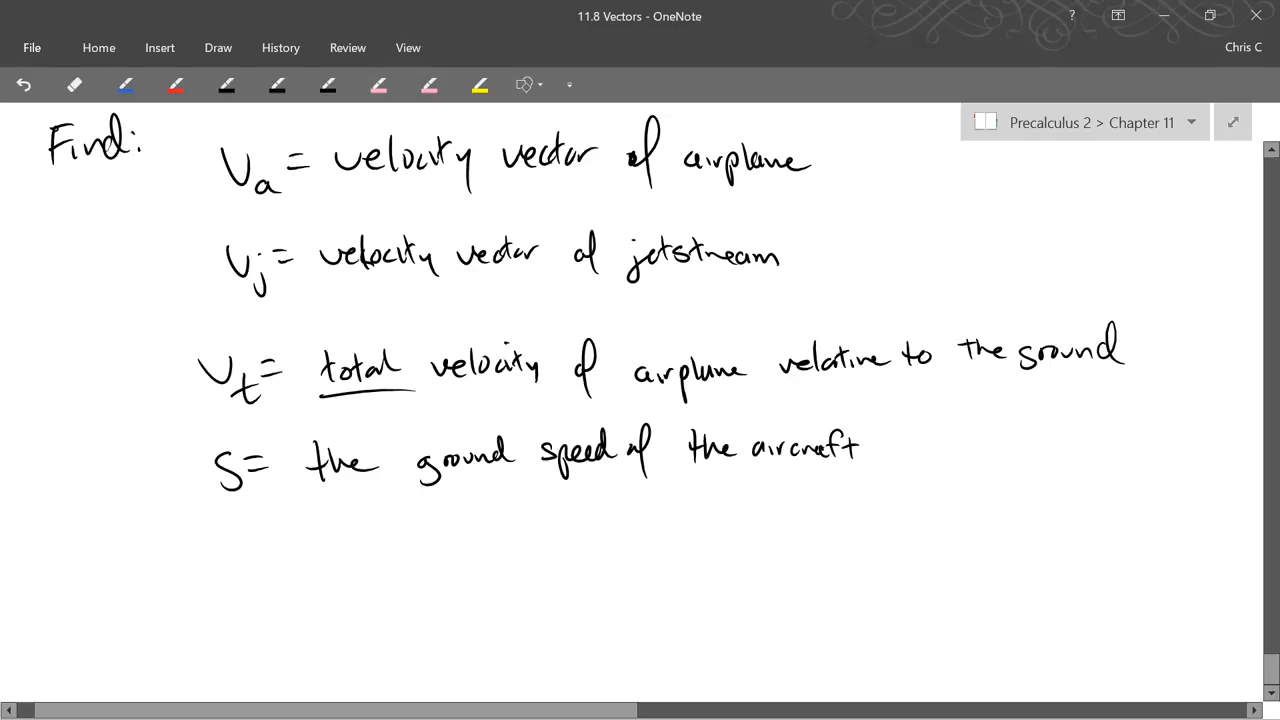 11.8 Vectors - OneNote
?
File Home Insert Draw History Review View Chris C
Precalculus 2 > Chapter 11
Find:
Va = velocity vector of airplane
Vj = velocity vector of jetstream
Vt = total velocity of airplane relative to the ground
S = the ground speed of the aircraft